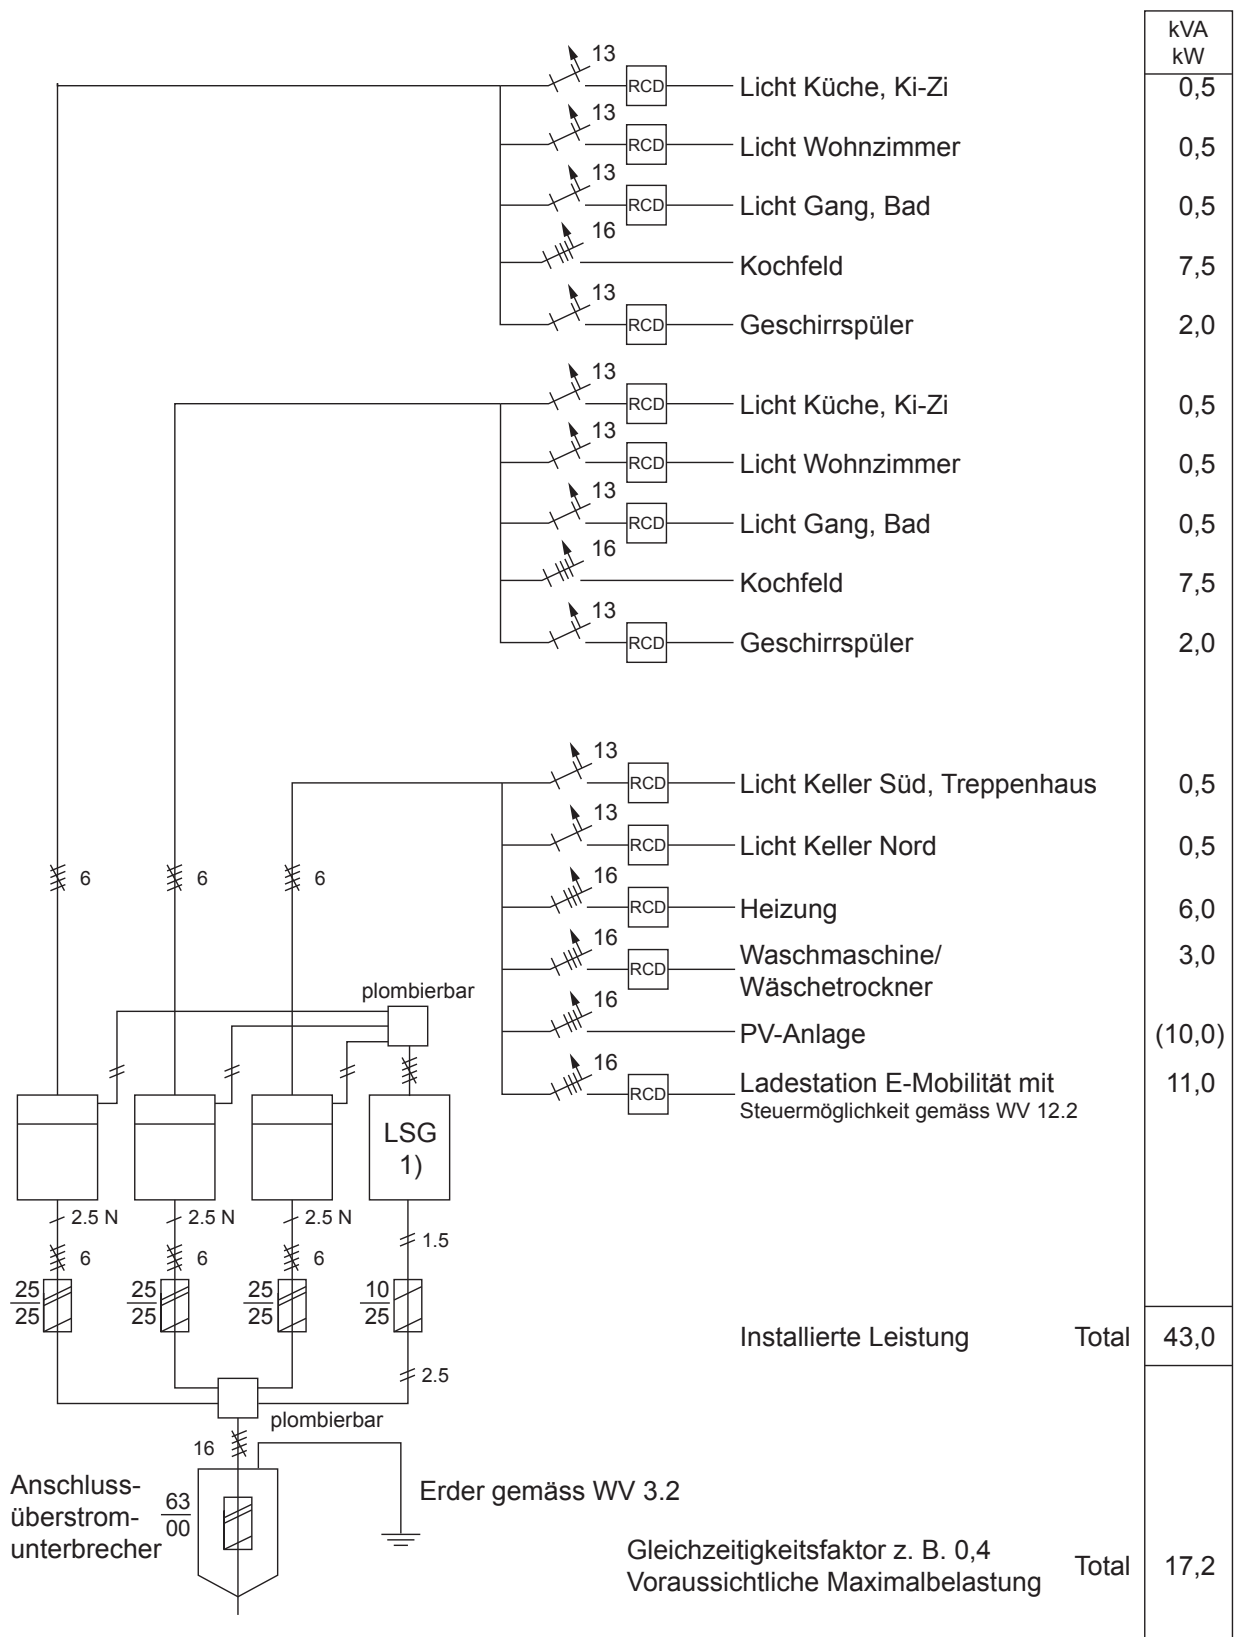 kVA
kW
13
RCD
Licht Küche, Ki-Zi
0,5
13
RCD
Licht Wohnzimmer
0,5
13
RCD
Licht Gang, Bad
0,5
16
Kochfeld
7,5
13
RCD
Geschirrspüler
2,0
13
RCD
Licht Küche, Ki-Zi
0,5
13
RCD
Licht Wohnzimmer
0,5
13
RCD
Licht Gang, Bad
0,5
16
Kochfeld
7,5
13
RCD
Geschirrspüler
2,0
13
RCD
Licht Keller Süd, Treppenhaus
0,5
13
RCD
Licht Keller Nord
0,5
6
6
6
16
RCD
Heizung
6,0
16
RCD
Waschmaschine/
Wäschetrockner
3,0
plombierbar
16
PV-Anlage
(10,0)
16
RCD
Ladestation E-Mobilität mit
Steuermöglichkeit gemäss WV 12.2
11,0
LSG
1)
2.5 N
2.5 N
2.5 N
1.5
6
6
6
25
25
25
25
25
25
10
25
Installierte Leistung
Total
43,0
2.5
plombierbar
16
Anschluss-
überstrom-
unterbrecher
63
00
Erder gemäss WV 3.2
Gleichzeitigkeitsfaktor z. B. 0,4
Voraussichtliche Maximalbelastung
Total
17,2